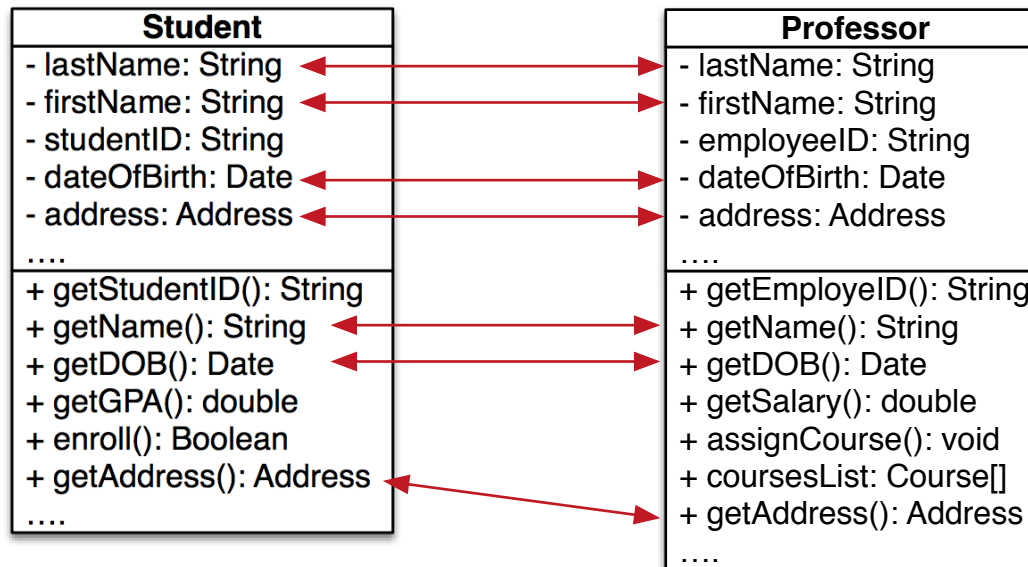 Student
- lastName: String
- firstName: String
- studentID: String
- dateOfBirth: Date
- address: Address
....
+ getStudentID(): String
+ getName(): String
+ getDOB(): Date
+ getGPA(): double
+ enroll(): Boolean
+ getAddress(): Address
....
Professor
- lastName: String
- firstName: String
- employeeID: String
- dateOfBirth: Date
- address: Address
....
+ getEmployeID(): String
+ getName(): String
+ getDOB(): Date
+ getSalary(): double
+ assignCourse(): void
+ coursesList: Course[]
+ getAddress(): Address
....